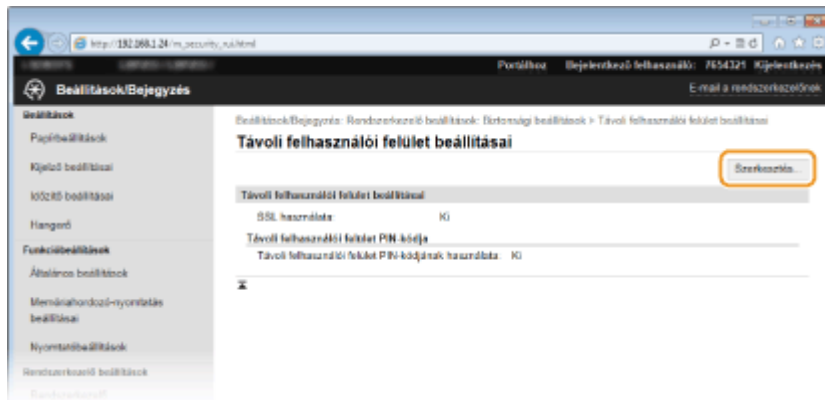 http://192.168.1.24/m_security_rui.html
Portálhoz Bejelentkező felhasználó: 7654321 Kijelentkezés
Beállítások/Bejegyzés
E-mail a rendszerkezelőnek
Beállítások
Beállítások/Bejegyzés: Rendszerkezelő beállítások: Biztonsági beállítások > Távoli felhasználói felület beállításai
Papírbeállítások
Távoli felhasználói felület beállításai
Kijelző beállításai
Szerkesztés...
Időzítő beállításai
Távoli felhasználói felület beállításai
Hangerő
SSL használata: Ki
Funkcióbeállítások
Távoli felhasználói felület PIN-kódja
Távoli felhasználói felület PIN-kódjának használata: Ki
Általános beállítások
Memóriahordozó-nyomtatás
beállításai
Nyomtatóbeállítások
Rendszerkezelő beállítások